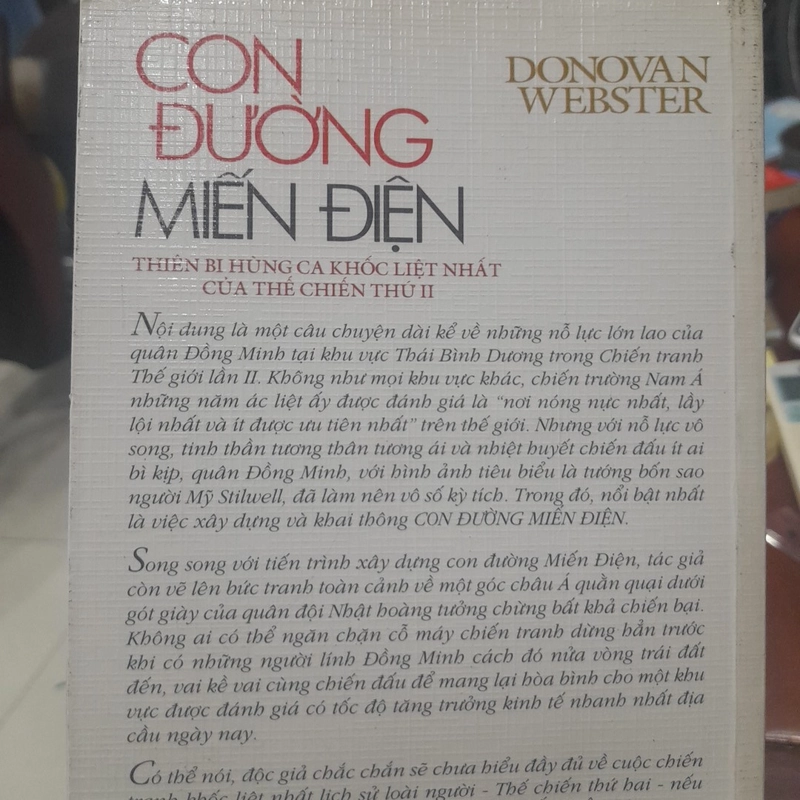 CON
ĐƯỜNG
MIẾN ĐIỆN
DONOVAN
WEBSTER
THIÊN BI HÙNG CA KHỐC LIỆT NHẤT
CỦA THẾ CHIẾN THỨ II
Nội dung là một câu chuyện dài kể về những nỗ lực lớn lao của
quân Đồng Minh tại khu vực Thái Bình Dương trong Chiến tranh
Thế giới lần II. Không như mọi khu vực khác, chiến trường Nam Á
những năm ác liệt ấy được đánh giá là “nơi nóng nực nhất, lầy
lội nhất và ít được ưu tiên nhất” trên thế giới. Nhưng với nỗ lực vô
song, tinh thần tương thân tương ái và nhiệt huyết chiến đấu ít ai
bì kịp, quân Đồng Minh, với hình ảnh tiêu biểu là tướng bốn sao
người Mỹ Stilwell, đã làm nên vô số kỳ tích. Trong đó, nổi bật nhất
là việc xây dựng và khai thông CON ĐƯỜNG MIẾN ĐIỆN.
Song song với tiến trình xây dựng con đường Miến Điện, tác giả
còn vẽ lên bức tranh toàn cảnh về một góc châu Á quằn quại dưới
gót giày của quân đội Nhật hoàng tưởng chừng bất khả chiến bại.
Không ai có thể ngăn chặn cỗ máy chiến tranh dừng hẳn trước
khi có những người lính Đồng Minh cách đó nửa vòng trái đất
đến, vai kề vai cùng chiến đấu để mang lại hòa bình cho một khu
vực được đánh giá có tốc độ tăng trưởng kinh tế nhanh nhất địa
cầu ngày nay.
Có thể nói, độc giả chắc chắn sẽ chưa hiểu đầy đủ về cuộc chiến
tranh khốc liệt nhất lịch sử loài người - Thế chiến thứ hai - nếu